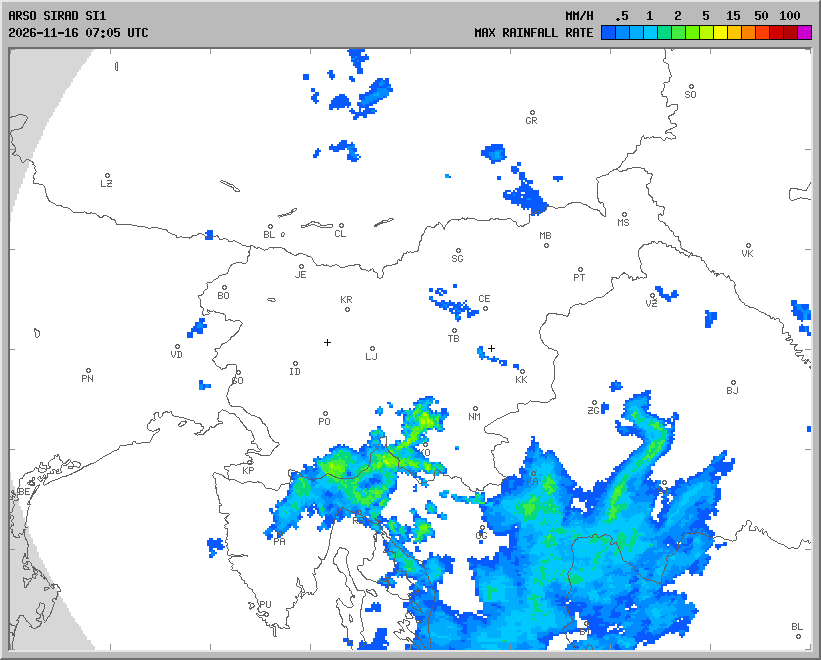 ARSO SIRAD SI1
MM/H .5 1 2 5 15 50 100
2026-11-16 07:05 UTC
MAX RAINFALL RATE
SO
GR
LZ
MS
BL
CL
MB
VK
SG
JE
PT
BO
KR
CE
VZ
TB
VD
LJ
ID
GO
KK
PN
BJ
ZG
PO
NM
KO
KP
BE
PA
PU
BL